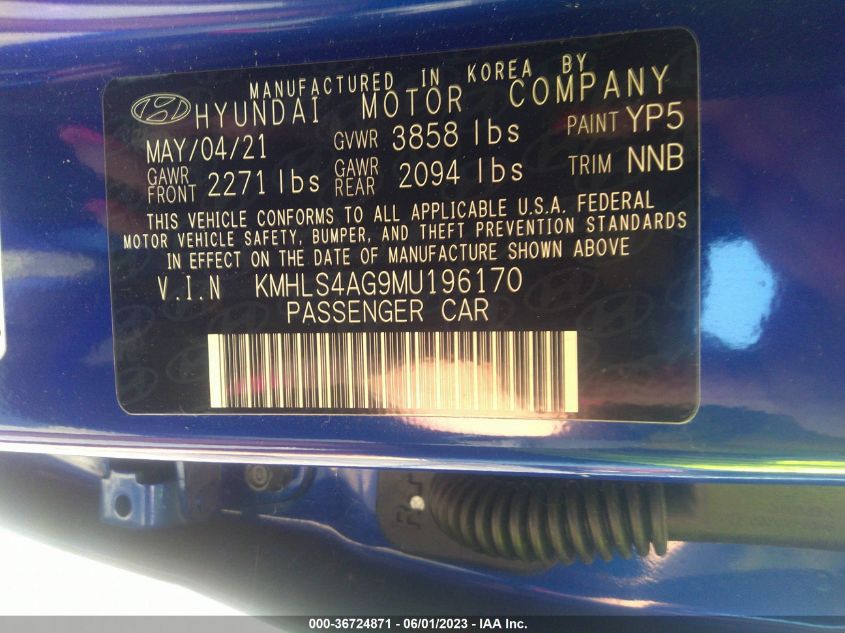 MANUFACTURED IN KOREA BY
HYUNDAI MOTOR COMPANY
MAY/04/21 GVWR 3858 lbs PAINT YP5
GAWR FRONT 2271 lbs GAWR REAR 2094 lbs TRIM NNB
THIS VEHICLE CONFORMS TO ALL APPLICABLE U.S.A. FEDERAL
MOTOR VEHICLE SAFETY, BUMPER, AND THEFT PREVENTION STANDARDS
IN EFFECT ON THE DATE OF MANUFACTURE SHOWN ABOVE
V.I.N KMHLS4AG9MU196170
PASSENGER CAR
000-36724871 - 06/01/2023 - IAA Inc.